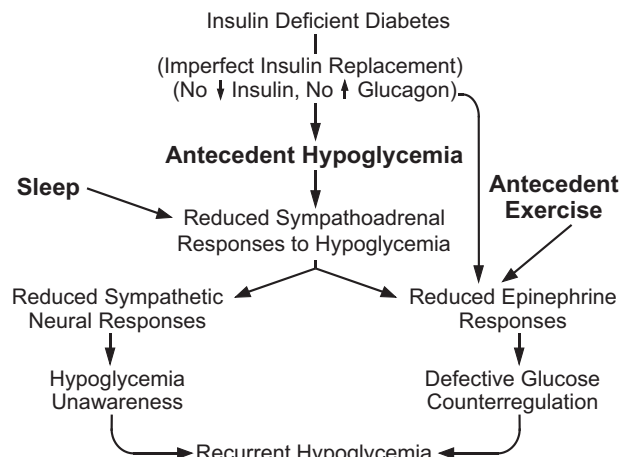 Insulin Deficient Diabetes
(Imperfect Insulin Replacement)
(No ↓ Insulin, No ↑ Glucagon)
Antecedent Hypoglycemia
Sleep
Antecedent
Exercise
Reduced Sympathoadrenal
Responses to Hypoglycemia
Reduced Sympathetic
Neural Responses
Reduced Epinephrine
Responses
Hypoglycemia
Unawareness
Defective Glucose
Counterregulation
Recurrent Hypoglycemia